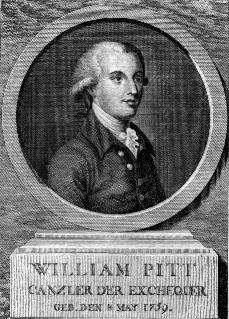 WILLIAM PITT
CANZLER DER EXCHEQUER
GEB. DEN 8 MAY 1759.